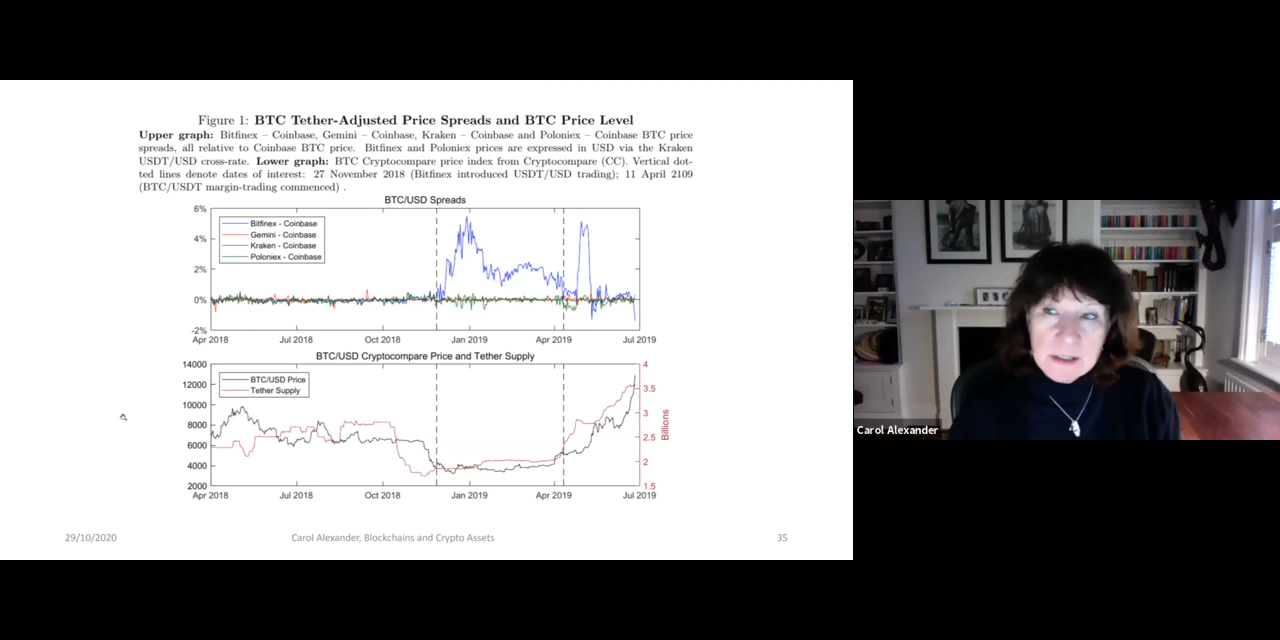 Figure 1: BTC Tether-Adjusted Price Spreads and BTC Price Level
Upper graph: Bitfinex – Coinbase, Gemini – Coinbase, Kraken – Coinbase and Poloniex – Coinbase BTC price
spreads, all relative to Coinbase BTC price. Bitfinex and Poloniex prices are expressed in USD via the Kraken
USDT/USD cross-rate. Lower graph: BTC Cryptocompare price index from Cryptocompare (CC). Vertical dot-
ted lines denote dates of interest: 27 November 2018 (Bitfinex introduced USDT/USD trading); 11 April 2109
(BTC/USDT margin-trading commenced) .
BTC/USD Spreads
6%
4%
2%
0%
-2%
Bitfinex - Coinbase
Gemini - Coinbase
Kraken - Coinbase
Poloniex - Coinbase
Apr 2018 Jul 2018 Oct 2018 Jan 2019 Apr 2019 Jul 2019
BTC/USD Cryptocompare Price and Tether Supply
14000
12000
10000
8000
6000
4000
2000
BTC/USD Price
Tether Supply
4
3.5
3
2.5
2
1.5
Billions
Apr 2018 Jul 2018 Oct 2018 Jan 2019 Apr 2019 Jul 2019
29/10/2020 Carol Alexander, Blockchains and Crypto Assets 35
Carol Alexander